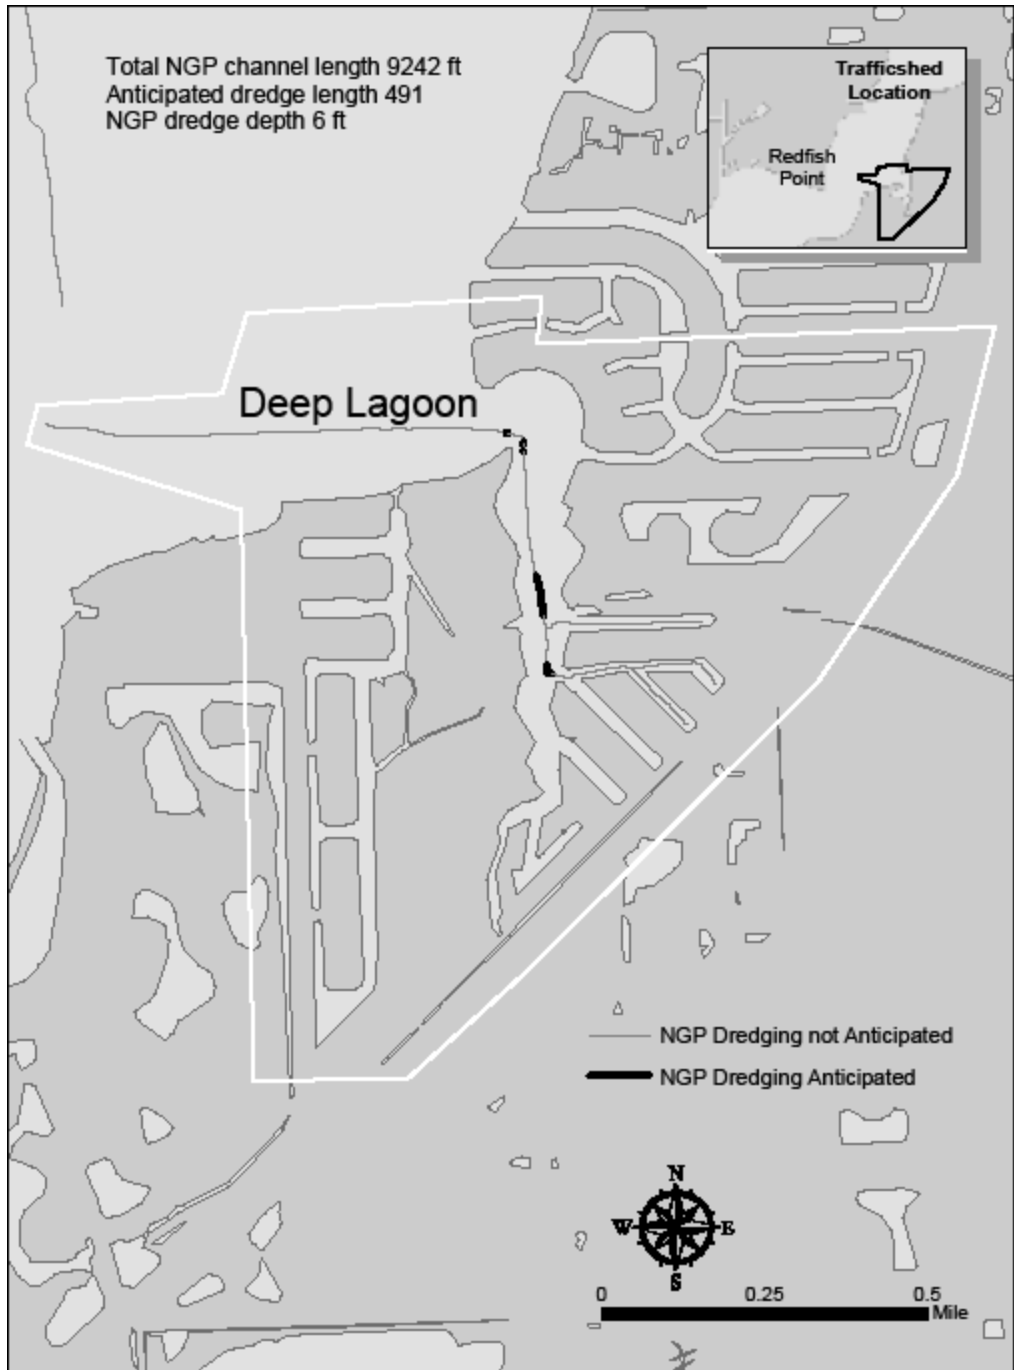 Total NGP channel length 9242 ft
Anticipated dredge length 491
NGP dredge depth 6 ft
Trafficshed
Location
Redfish
Point
Deep Lagoon
NGP Dredging not Anticipated
NGP Dredging Anticipated
N
W E
S
0 0.25 0.5
Mile